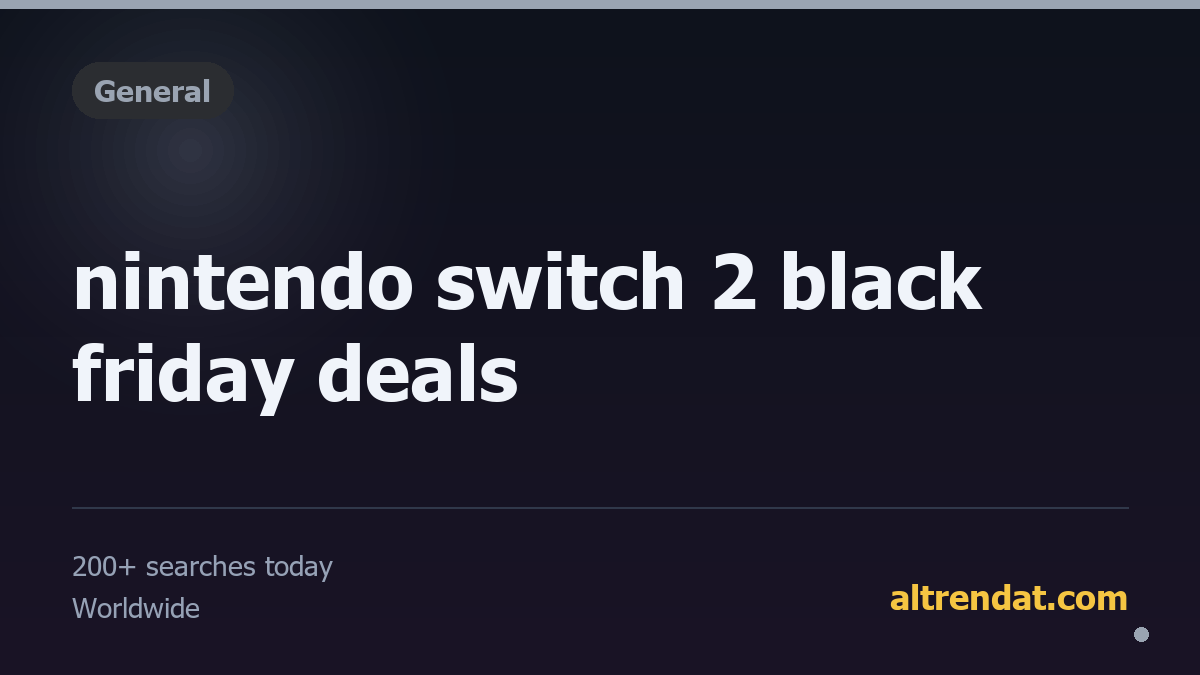 General
nintendo switch 2 black
friday deals
200+ searches today
Worldwide
altrendat.com